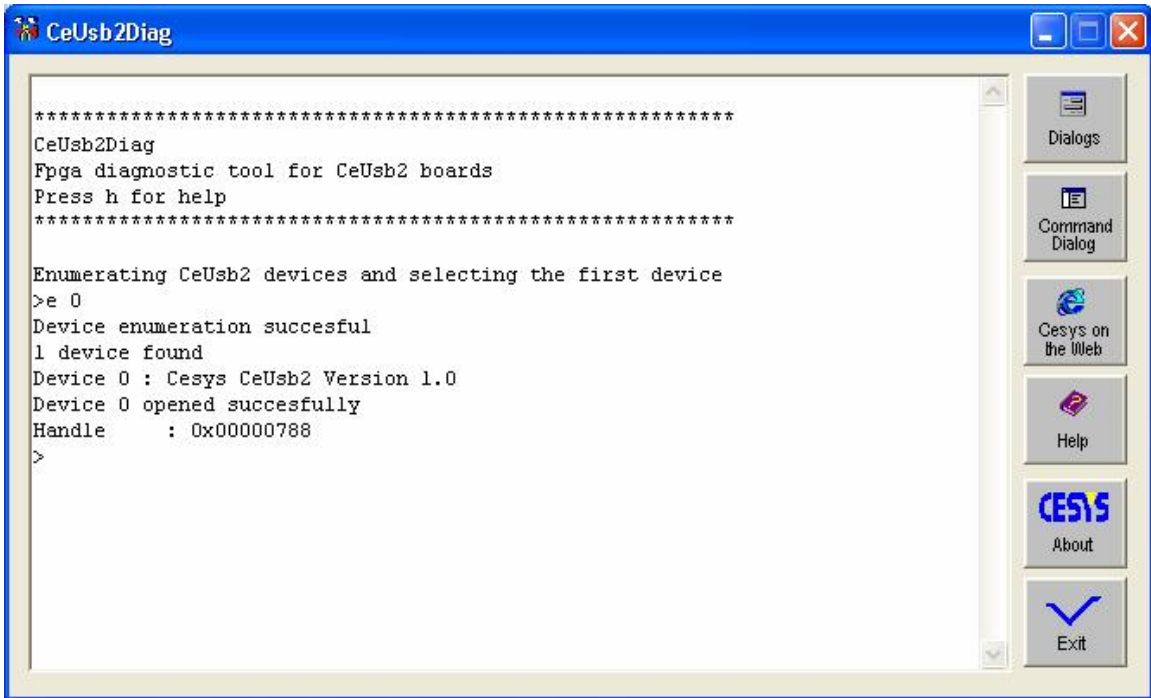 CeUsb2Diag
**********************************************************
CeUsb2Diag
Fpga diagnostic tool for CeUsb2 boards
Press h for help
**********************************************************
Enumerating CeUsb2 devices and selecting the first device
>e 0
Device enumeration succesful
1 device found
Device 0 : Cesys CeUsb2 Version 1.0
Device 0 opened succesfully
Handle     : 0x00000788
>
Dialogs
Command
Dialog
Cesys on
the Web
Help
CESYS
About
Exit